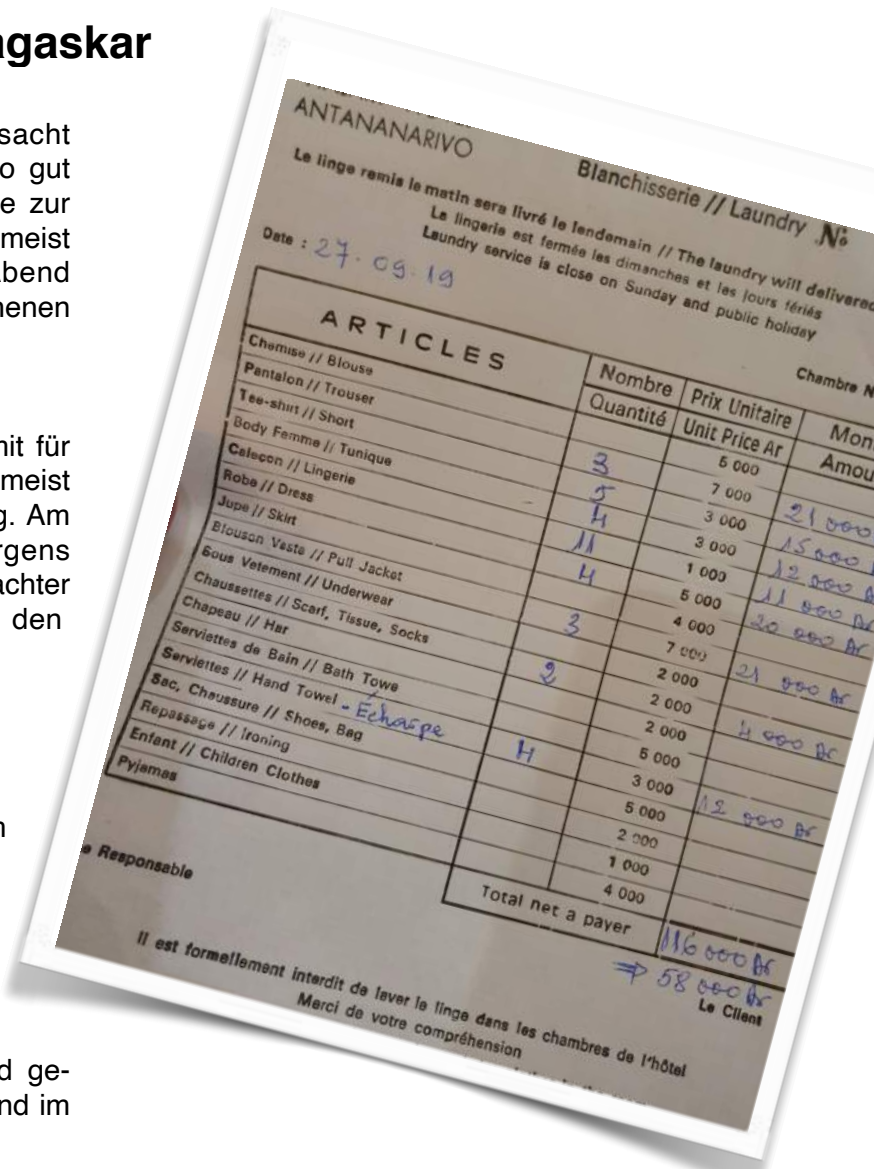 agaskar
sacht
o gut
e zur
meist
bend
nenen
nit für
meist
g. Am
rgens
achter
den
n
d ge-
nd im
ANTANANARIVO
Blanchisserie // Laundry No
Le linge remis le matin sera livré le lendemain // The laundry will delivered
La lingerie est fermée les dimanches et les jours fériés
Laundry service is close on Sunday and public holiday
Date : 27.09.19
Chambre N
ARTICLES Nombre Prix Unitaire Mon
Quantité Unit Price Ar Amou
Chemise // Blouse 5 000
Pantalon // Trouser 3 7 000 21 000
Tee-shirt // Short 5 3 000 15 000
Body Femme // Tunique 4 3 000 12 000 Ar
Caleçon // Lingerie 11 1 000 11 000 Ar
Robe // Dress 4 5 000 20 000 Ar
Jupe // Skirt 4 000
Blouson Veste // Pull Jacket 3 7 000 21 000 Ar
Sous Vetement // Underwear 2 000
Chaussettes // Scarf, Tissue, Socks 2 2 000 4 000 Ar
Chapeau // Har 2 000
Serviettes de Bain // Bath Towe 5 000
Serviettes // Hand Towel - Écharpe 4 3 000 12 000 Ar
Sac, Chaussure // Shoes, Bag 5 000
Repassage // Ironing 2 000
Enfant // Children Clothes 1 000
Pyjamas 4 000
Total net a payer 116 000 Ar
⇒ 58 000 Ar
e Responsable
Le Client
Il est formellement interdit de laver le linge dans les chambres de l'hôtel
Merci de votre compréhension